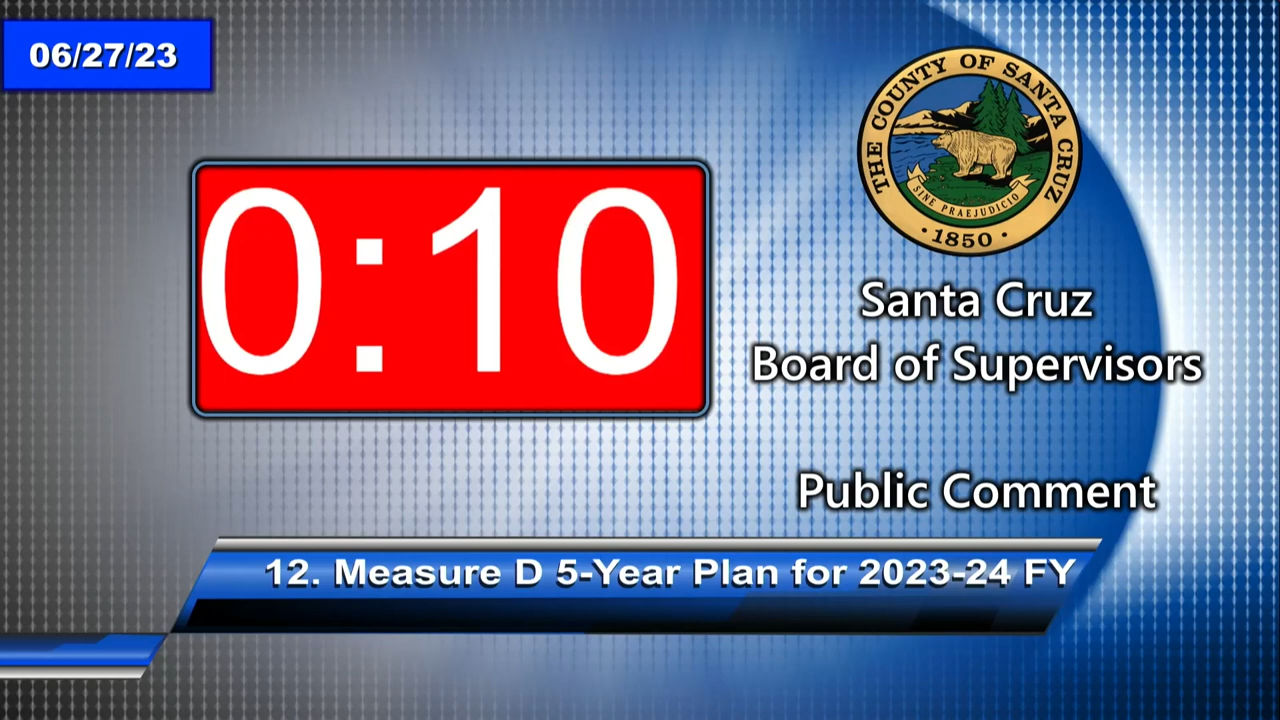 06/27/23
THE COUNTY OF SANTA CRUZ
SINE PRAEJUDICIO
· 1850 ·
0:10
Santa Cruz
Board of Supervisors
Public Comment
12. Measure D 5-Year Plan for 2023-24 FY